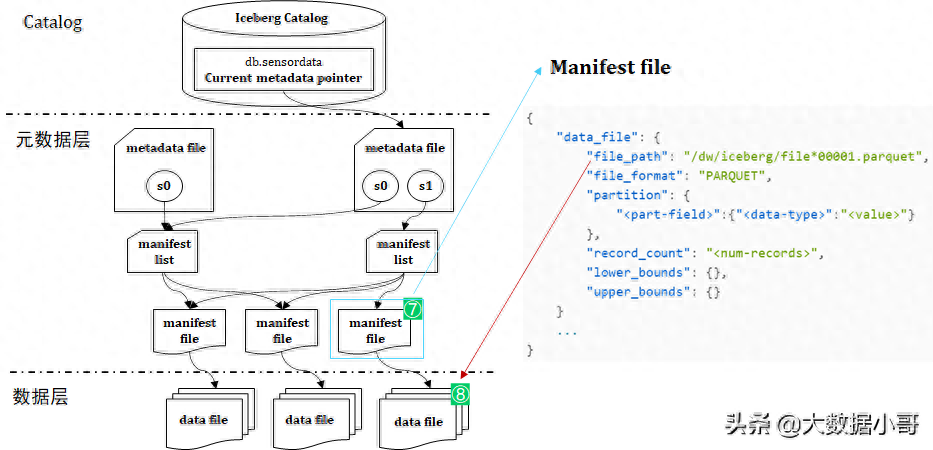 Catalog
Iceberg Catalog
db.sensordata
Current metadata pointer
元数据层
metadata file
s0
metadata file
s0
s1
manifest
list
manifest
list
manifest
file
manifest
file
manifest
file
⑦
数据层
data file
data file
data file
⑧
Manifest file
{
"data_file": {
"file_path": "/dw/iceberg/file*00001.parquet",
"file_format": "PARQUET",
"partition": {
"<part-field>":{"<data-type>":"<value>"}
},
"record_count": "<num-records>",
"lower_bounds": {},
"upper_bounds": {}
}
...
}
头条 @大数据小哥